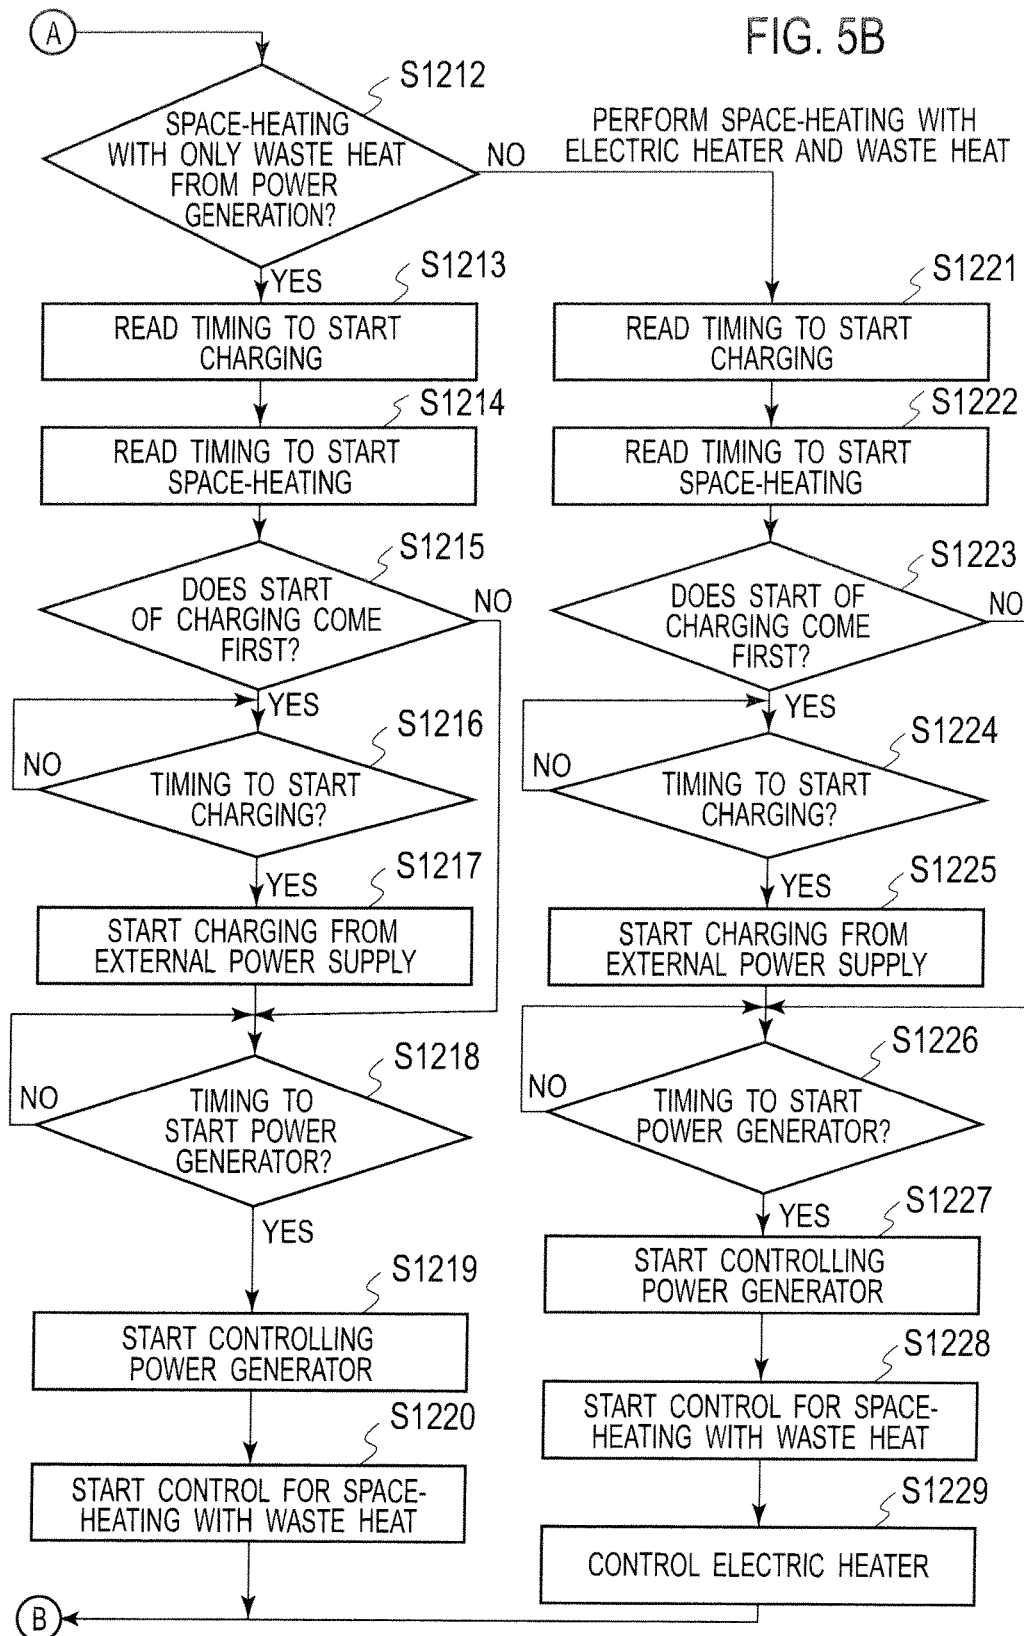 A
FIG. 5B
S1212
SPACE-HEATING
WITH ONLY WASTE HEAT
FROM POWER
GENERATION?
NO
PERFORM SPACE-HEATING WITH
ELECTRIC HEATER AND WASTE HEAT
YES
S1213
READ TIMING TO START
CHARGING
S1214
READ TIMING TO START
SPACE-HEATING
S1215
DOES START
OF CHARGING COME
FIRST?
NO
YES
S1216
NO
TIMING TO START
CHARGING?
YES
S1217
START CHARGING FROM
EXTERNAL POWER SUPPLY
S1218
NO
TIMING TO
START POWER
GENERATOR?
YES
S1219
START CONTROLLING
POWER GENERATOR
S1220
START CONTROL FOR SPACE-
HEATING WITH WASTE HEAT
S1221
READ TIMING TO START
CHARGING
S1222
READ TIMING TO START
SPACE-HEATING
S1223
DOES START OF
CHARGING COME
FIRST?
NO
YES
S1224
NO
TIMING TO START
CHARGING?
YES
S1225
START CHARGING FROM
EXTERNAL POWER SUPPLY
S1226
NO
TIMING TO START
POWER GENERATOR?
YES
S1227
START CONTROLLING
POWER GENERATOR
S1228
START CONTROL FOR SPACE-
HEATING WITH WASTE HEAT
S1229
CONTROL ELECTRIC HEATER
B